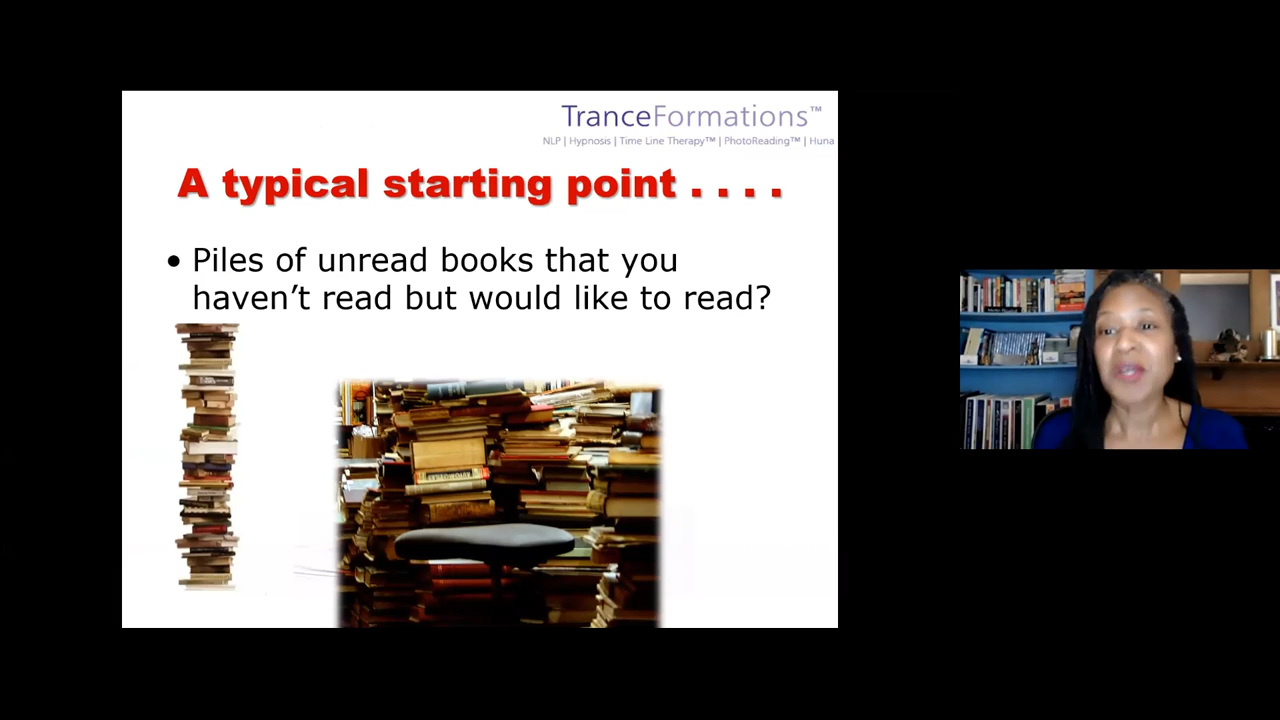 TranceFormations™
NLP | Hypnosis | Time Line Therapy™ | PhotoReading™ | Huna
A typical starting point . . . .
• Piles of unread books that you
haven’t read but would like to read?